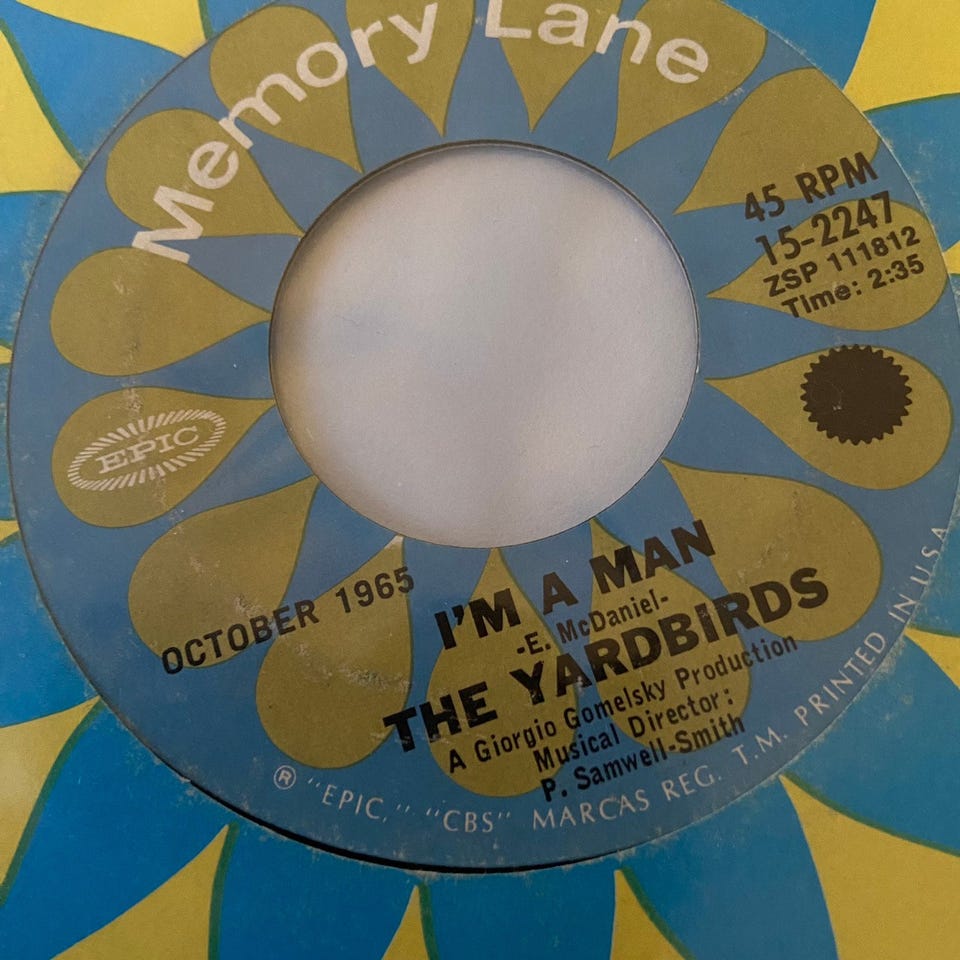 Memory Lane
45 RPM
15-2247
ZSP 111812
Time: 2:35
EPIC
OCTOBER 1965
I'M A MAN
-E. McDaniel-
THE YARDBIRDS
A Giorgio Gomelsky Production
Musical Director:
P. Samwell-Smith
® "EPIC," "CBS" MARCAS REG. T.M. PRINTED IN U.S.A